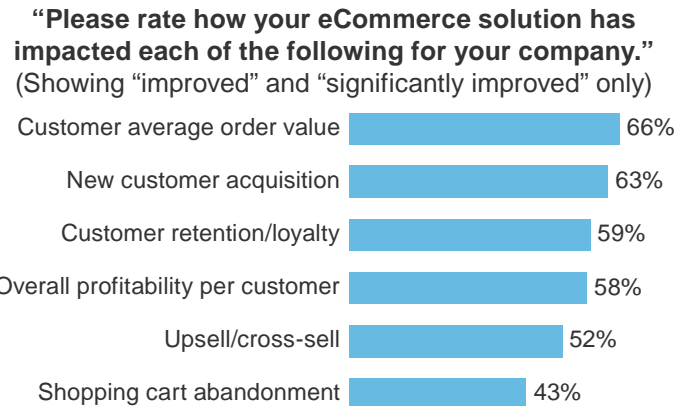 “Please rate how your eCommerce solution has
impacted each of the following for your company.”
(Showing “improved” and “significantly improved” only)
Customer average order value 66%
New customer acquisition 63%
Customer retention/loyalty 59%
Overall profitability per customer 58%
Upsell/cross-sell 52%
Shopping cart abandonment 43%